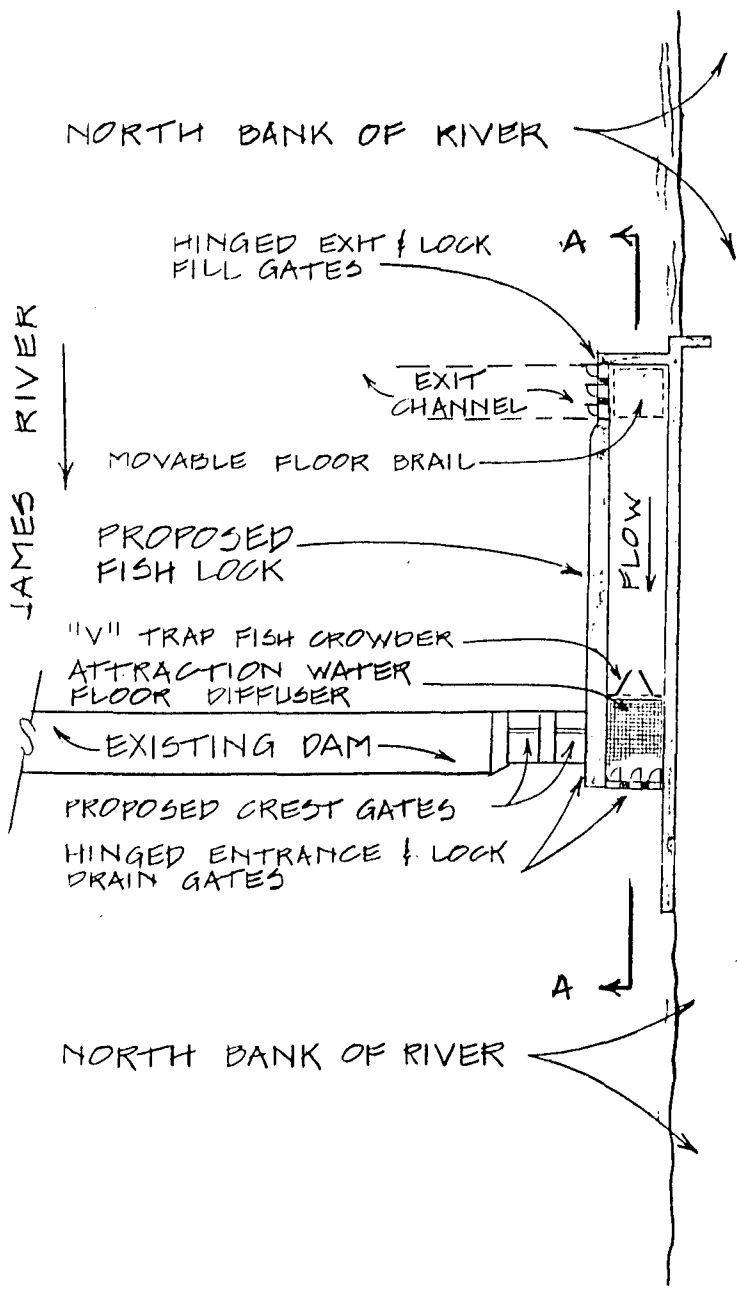 NORTH BANK OF RIVER
HINGED EXIT & LOCK
FILL GATES
A
JAMES RIVER
EXIT
CHANNEL
MOVABLE FLOOR BRAIL
PROPOSED
FISH LOCK
FLOW
"V" TRAP FISH CROWDER
ATTRACTION WATER
FLOOR DIFFUSER
EXISTING DAM
PROPOSED CREST GATES
HINGED ENTRANCE & LOCK
DRAIN GATES
A
NORTH BANK OF RIVER